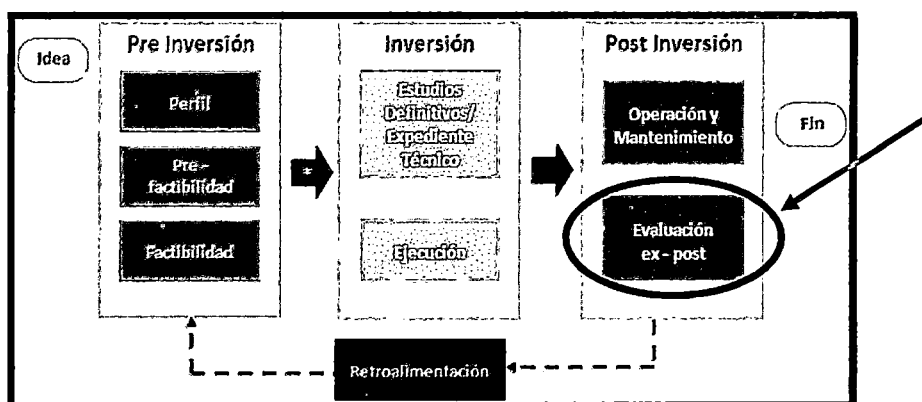 Idea
Pre Inversión
Perfil
Pre -
factibilidad
Factibilidad
Inversión
Estudios
Definitivos/
Expediente
Técnico
Ejecución
Post Inversión
Operación y
Mantenimiento
Evaluación
ex - post
Fin
Retroalimentación